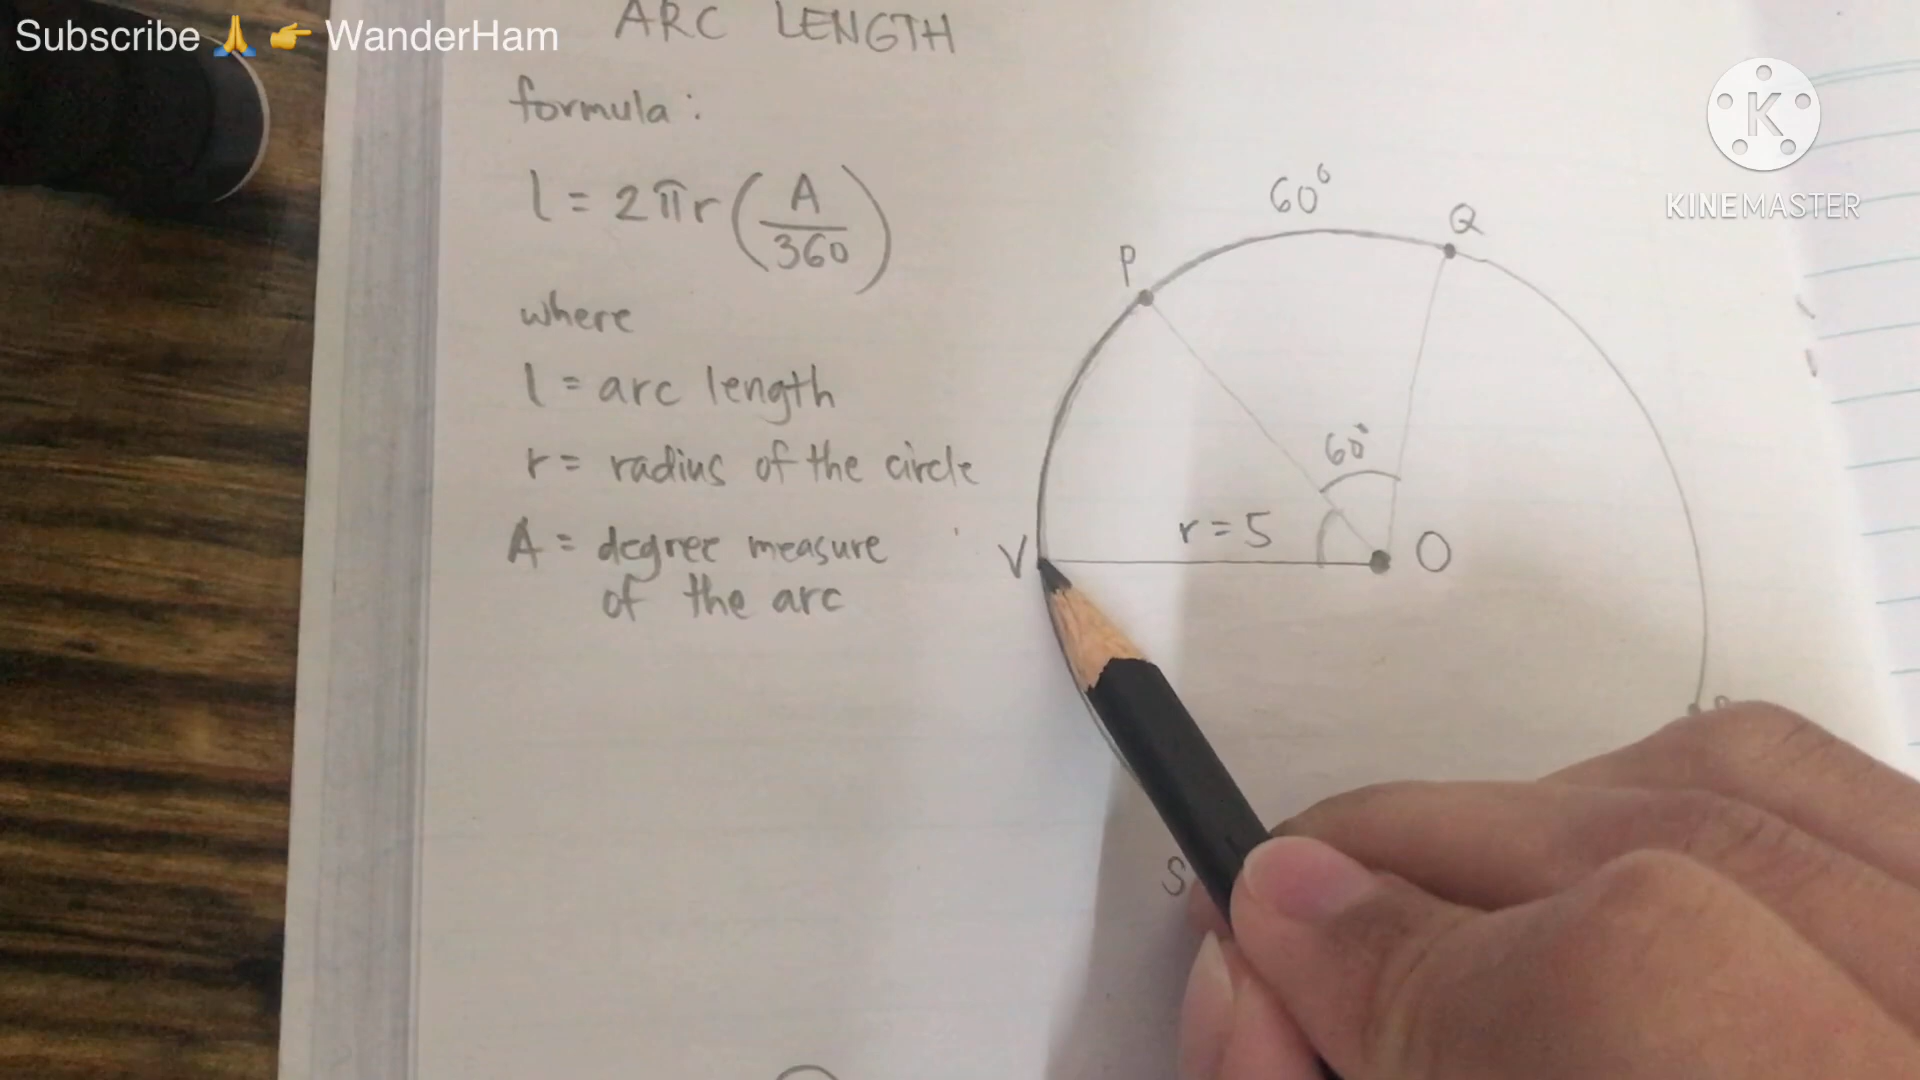 Subscribe 🙏 👉 WanderHam
ARC LENGTH
formula:
l = 2πr (A/360)
where
l = arc length
r = radius of the circle
A = degree measure
of the arc
60°
P
Q
60°
r = 5
V
O
S
K
KINEMASTER